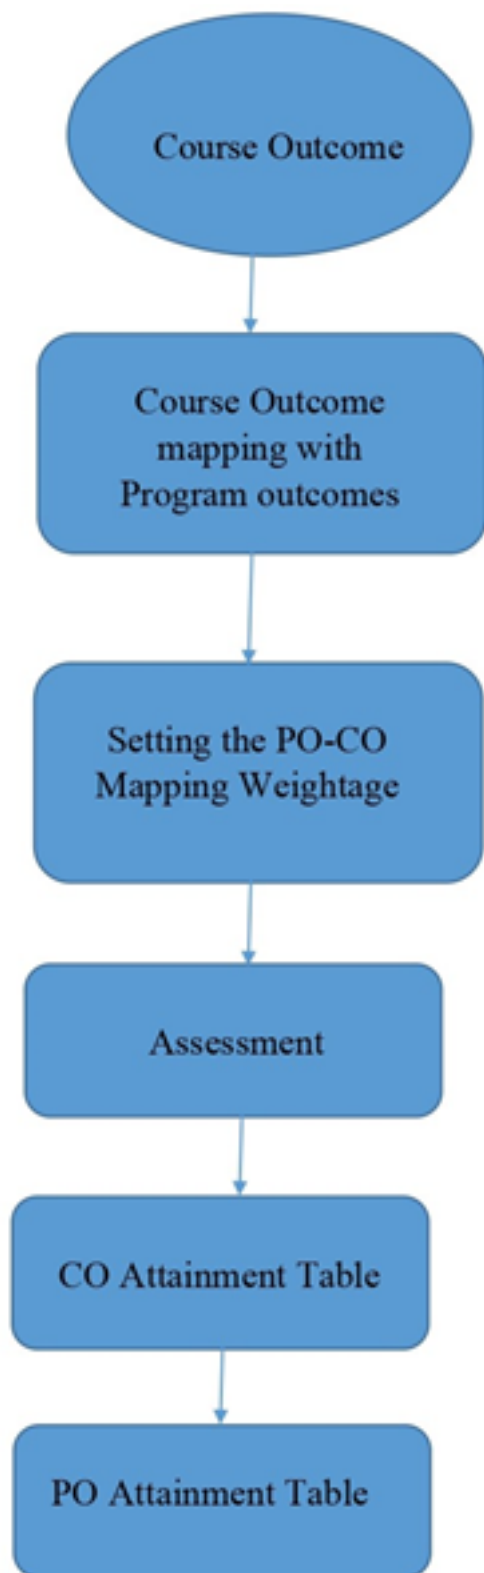 Course Outcome
Course Outcome
mapping with
Program outcomes
Setting the PO-CO
Mapping Weightage
Assessment
CO Attainment Table
PO Attainment Table